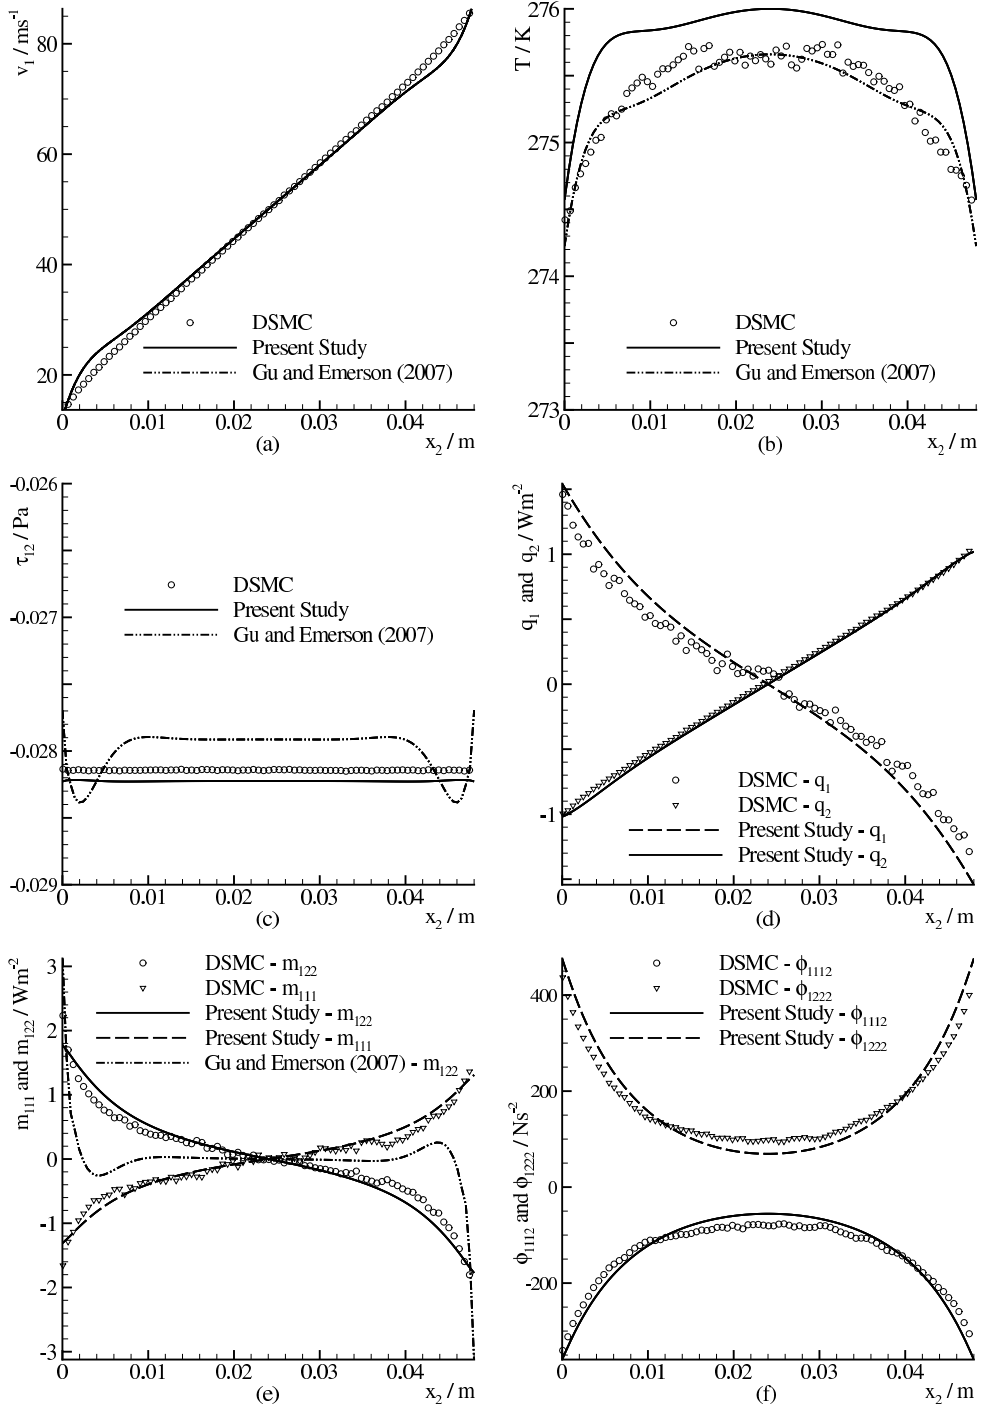 v1 / ms-1
80
60
40
20
DSMC
Present Study
Gu and Emerson (2007)
0 0.01 0.02 0.03 0.04
(a)
x2 / m
T / K
276
275
274
273
DSMC
Present Study
Gu and Emerson (2007)
0 0.01 0.02 0.03 0.04
(b)
x2 / m
τ12 / Pa
-0.026
-0.027
-0.028
-0.029
DSMC
Present Study
Gu and Emerson (2007)
0 0.01 0.02 0.03 0.04
(c)
x2 / m
q1 and q2 / Wm-2
1
0
-1
DSMC - q1
DSMC - q2
Present Study - q1
Present Study - q2
0 0.01 0.02 0.03 0.04
(d)
x2 / m
m111 and m122 / Wm-2
3
2
1
0
-1
-2
-3
DSMC - m122
DSMC - m111
Present Study - m122
Present Study - m111
Gu and Emerson (2007) - m122
0 0.01 0.02 0.03 0.04
(e)
x2 / m
ϕ1112 and ϕ1222 / Ns-2
400
200
0
-200
DSMC - ϕ1112
DSMC - ϕ1222
Present Study - ϕ1112
Present Study - ϕ1222
0 0.01 0.02 0.03 0.04
(f)
x2 / m